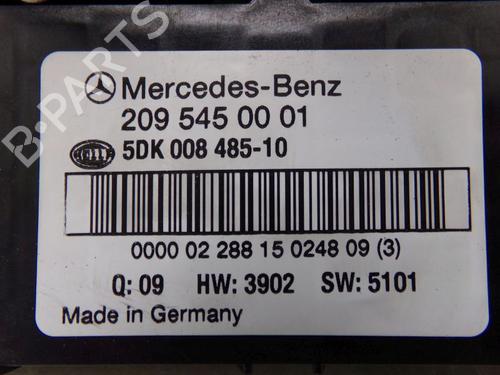 Mercedes-Benz
209 545 00 01
HELLA 5DK 008 485-10
0000 02 288 15 0248 09 (3)
Q: 09 HW: 3902 SW: 5101
Made in Germany
B-PARTS